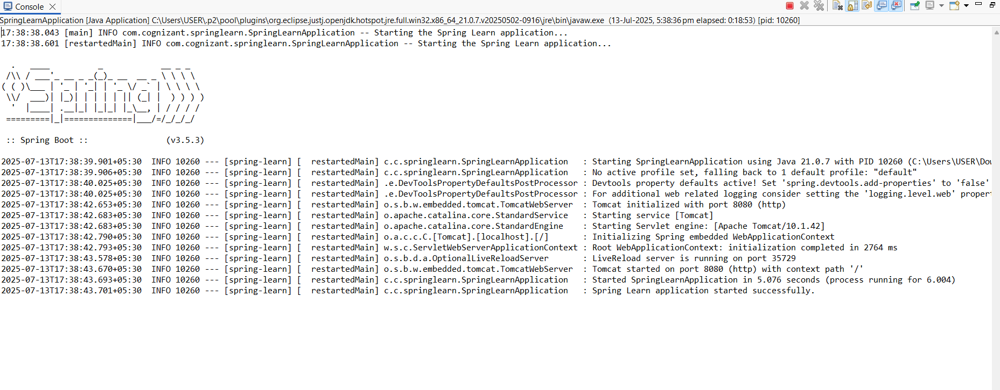 Console
SpringLearnApplication [Java Application] C:\Users\USER\.p2\pool\plugins\org.eclipse.justj.openjdk.hotspot.jre.full.win32.x86_64_21.0.7.v20250502-0916\jre\bin\javaw.exe (13-Jul-2025, 5:38:36 pm elapsed: 0:18:53) [pid: 10260]
17:38:38.043 [main] INFO com.cognizant.springlearn.SpringLearnApplication -- Starting the Spring Learn application...
17:38:38.601 [restartedMain] INFO com.cognizant.springlearn.SpringLearnApplication -- Starting the Spring Learn application...
  .   ____          _            __ _ _
 /\\ / ___'_ __ _ _(_)_ __  __ _ \ \ \ \
( ( )\___ | '_ | '_| | '_ \/ _` | \ \ \ \
 \\/  ___)| |_)| | | | | || (_| |  ) ) ) )
  '  |____| .__|_| |_|_| |_\__, | / / / /
 =========|_|==============|___/=/_/_/_/
 :: Spring Boot ::                (v3.5.3)
2025-07-13T17:38:39.901+05:30  INFO 10260 --- [spring-learn] [  restartedMain] c.c.springlearn.SpringLearnApplication   : Starting SpringLearnApplication using Java 21.0.7 with PID 10260 (C:\Users\USER\Dow
2025-07-13T17:38:39.906+05:30  INFO 10260 --- [spring-learn] [  restartedMain] c.c.springlearn.SpringLearnApplication   : No active profile set, falling back to 1 default profile: "default"
2025-07-13T17:38:40.025+05:30  INFO 10260 --- [spring-learn] [  restartedMain] .e.DevToolsPropertyDefaultsPostProcessor : Devtools property defaults active! Set 'spring.devtools.add-properties' to 'false'
2025-07-13T17:38:40.025+05:30  INFO 10260 --- [spring-learn] [  restartedMain] .e.DevToolsPropertyDefaultsPostProcessor : For additional web related logging consider setting the 'logging.level.web' propert
2025-07-13T17:38:42.653+05:30  INFO 10260 --- [spring-learn] [  restartedMain] o.s.b.w.embedded.tomcat.TomcatWebServer  : Tomcat initialized with port 8080 (http)
2025-07-13T17:38:42.683+05:30  INFO 10260 --- [spring-learn] [  restartedMain] o.apache.catalina.core.StandardService   : Starting service [Tomcat]
2025-07-13T17:38:42.683+05:30  INFO 10260 --- [spring-learn] [  restartedMain] o.apache.catalina.core.StandardEngine    : Starting Servlet engine: [Apache Tomcat/10.1.42]
2025-07-13T17:38:42.790+05:30  INFO 10260 --- [spring-learn] [  restartedMain] o.a.c.c.C.[Tomcat].[localhost].[/]       : Initializing Spring embedded WebApplicationContext
2025-07-13T17:38:42.793+05:30  INFO 10260 --- [spring-learn] [  restartedMain] w.s.c.ServletWebServerApplicationContext : Root WebApplicationContext: initialization completed in 2764 ms
2025-07-13T17:38:43.578+05:30  INFO 10260 --- [spring-learn] [  restartedMain] o.s.b.d.a.OptionalLiveReloadServer       : LiveReload server is running on port 35729
2025-07-13T17:38:43.670+05:30  INFO 10260 --- [spring-learn] [  restartedMain] o.s.b.w.embedded.tomcat.TomcatWebServer  : Tomcat started on port 8080 (http) with context path '/'
2025-07-13T17:38:43.693+05:30  INFO 10260 --- [spring-learn] [  restartedMain] c.c.springlearn.SpringLearnApplication   : Started SpringLearnApplication in 5.076 seconds (process running for 6.004)
2025-07-13T17:38:43.701+05:30  INFO 10260 --- [spring-learn] [  restartedMain] c.c.springlearn.SpringLearnApplication   : Spring Learn application started successfully.